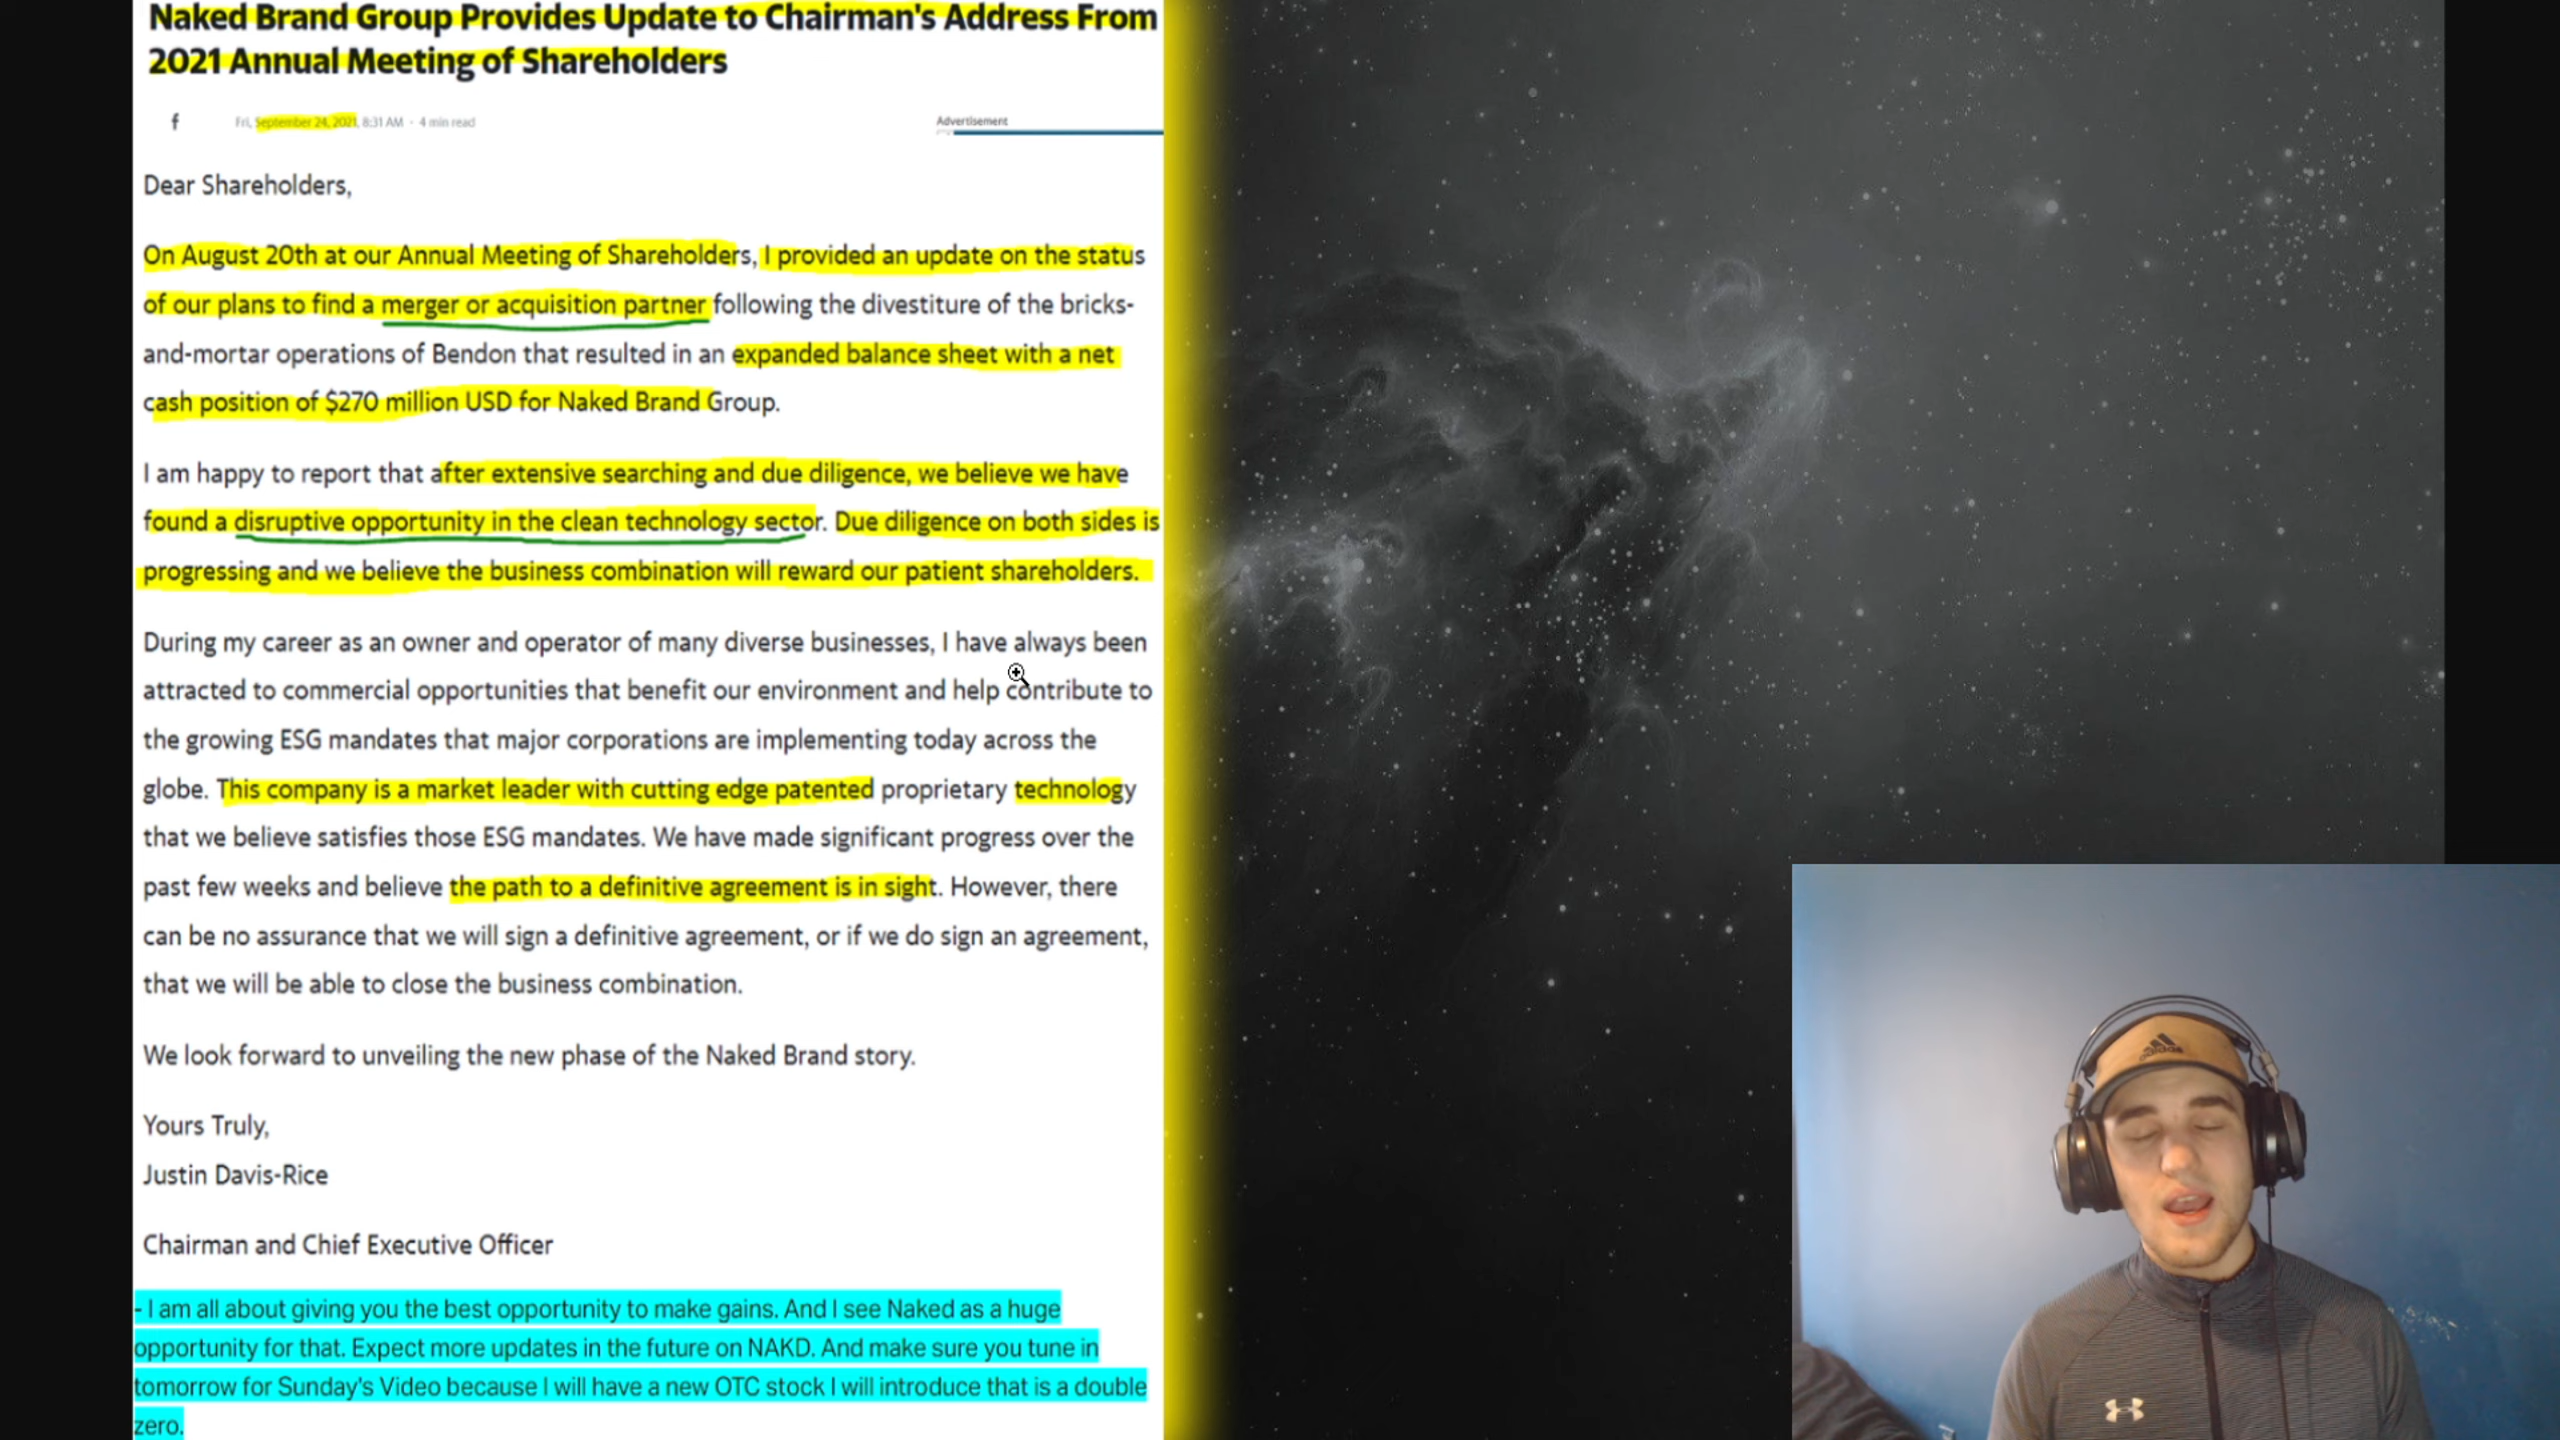 Naked Brand Group Provides Update to Chairman's Address From
2021 Annual Meeting of Shareholders
f
Fri, September 24, 2021, 8:31 AM · 4 min read
Advertisement
Dear Shareholders,
On August 20th at our Annual Meeting of Shareholders, I provided an update on the status
of our plans to find a merger or acquisition partner following the divestiture of the bricks-
and-mortar operations of Bendon that resulted in an expanded balance sheet with a net
cash position of $270 million USD for Naked Brand Group.
I am happy to report that after extensive searching and due diligence, we believe we have
found a disruptive opportunity in the clean technology sector. Due diligence on both sides is
progressing and we believe the business combination will reward our patient shareholders.
During my career as an owner and operator of many diverse businesses, I have always been
attracted to commercial opportunities that benefit our environment and help contribute to
the growing ESG mandates that major corporations are implementing today across the
globe. This company is a market leader with cutting edge patented proprietary technology
that we believe satisfies those ESG mandates. We have made significant progress over the
past few weeks and believe the path to a definitive agreement is in sight. However, there
can be no assurance that we will sign a definitive agreement, or if we do sign an agreement,
that we will be able to close the business combination.
We look forward to unveiling the new phase of the Naked Brand story.
Yours Truly,
Justin Davis-Rice
Chairman and Chief Executive Officer
- I am all about giving you the best opportunity to make gains. And I see Naked as a huge
opportunity for that. Expect more updates in the future on NAKD. And make sure you tune in
tomorrow for Sunday's Video because I will have a new OTC stock I will introduce that is a double
zero.
adidas